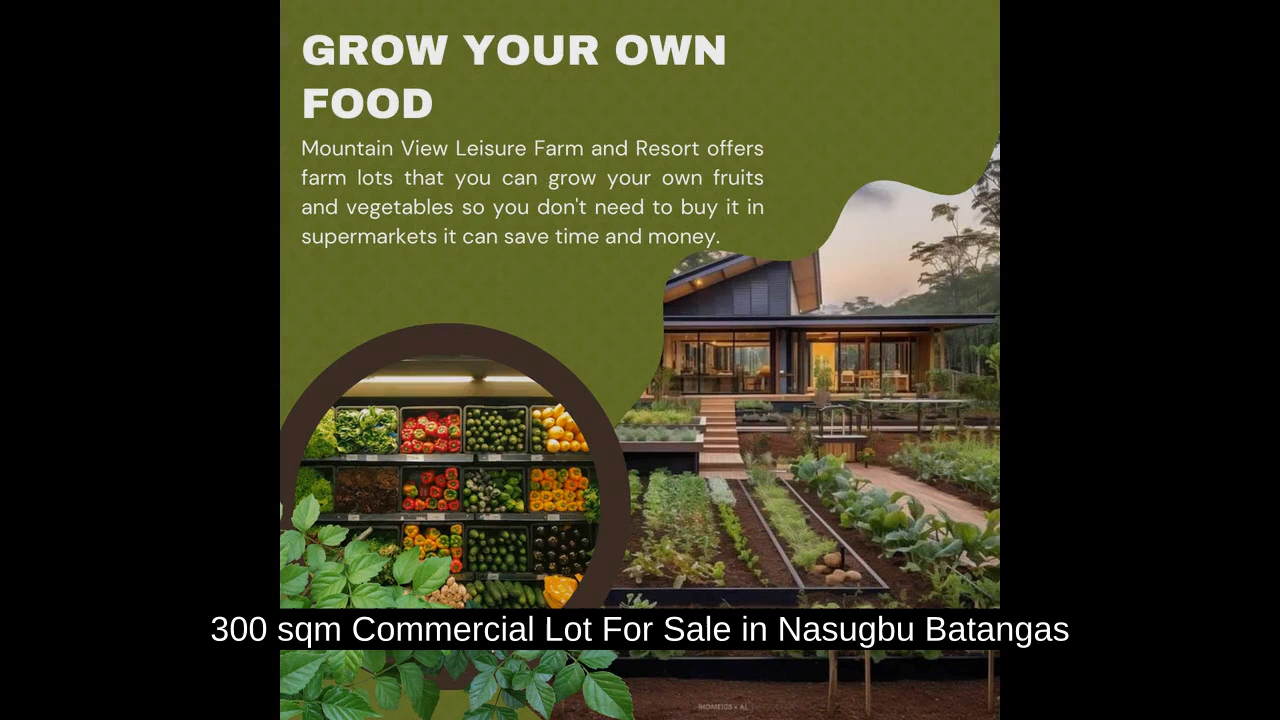 GROW YOUR OWN
FOOD
Mountain View Leisure Farm and Resort offers
farm lots that you can grow your own fruits
and vegetables so you don't need to buy it in
supermarkets it can save time and money.
300 sqm Commercial Lot For Sale in Nasugbu Batangas